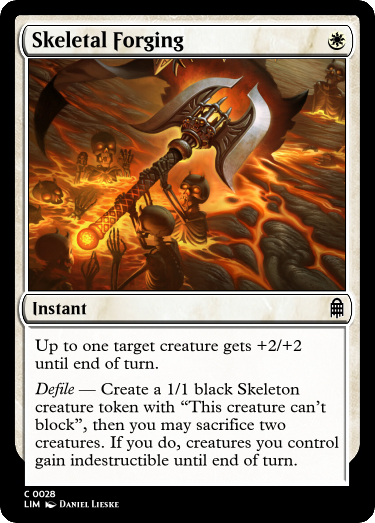 Skeletal Forging
Instant
Up to one target creature gets +2/+2
until end of turn.
Defile — Create a 1/1 black Skeleton
creature token with “This creature can’t
block”, then you may sacrifice two
creatures. If you do, creatures you control
gain indestructible until end of turn.
C 0028
LIM DANIEL LIESKE